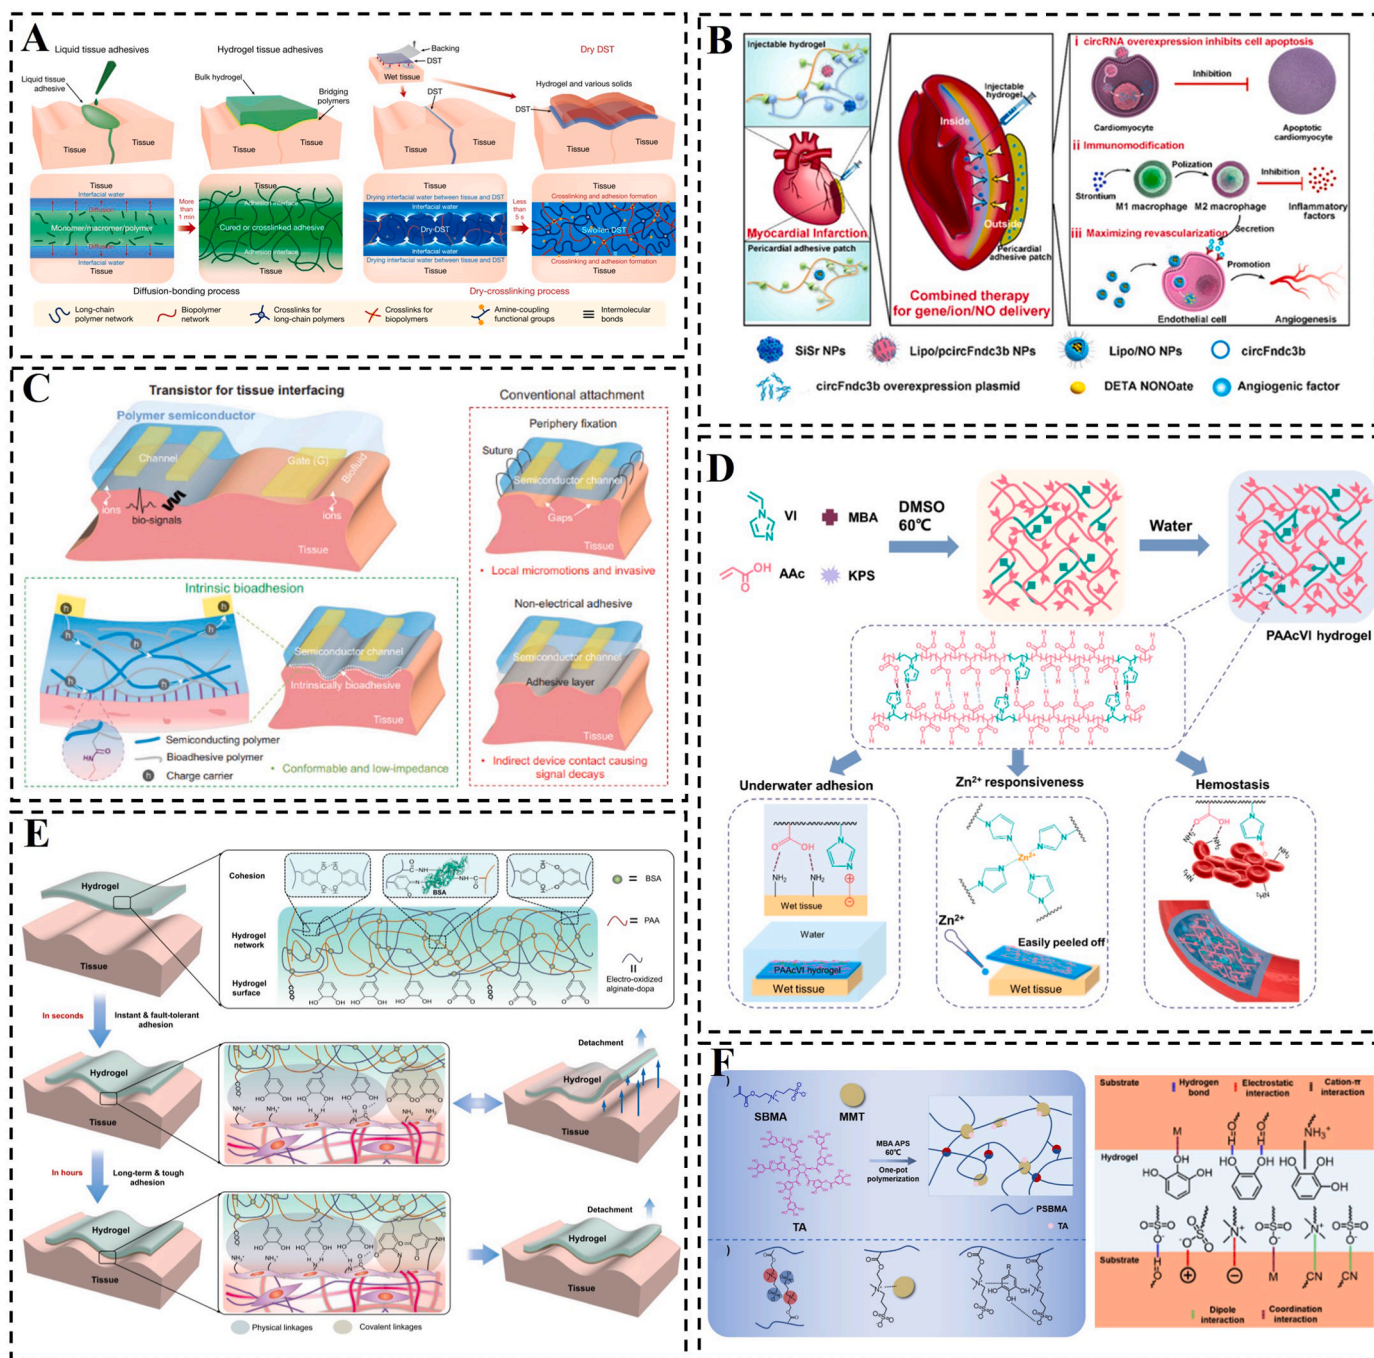 A
Liquid tissue adhesives
Hydrogel tissue adhesives
Backing
DST
Wet tissue
Dry DST
Liquid tissue
adhesive
Bulk hydrogel
Bridging
polymers
DST
Hydrogel and various solids
DST
Tissue
Tissue
Tissue
Tissue
Tissue
Tissue
Tissue
Tissue
Tissue
Interfacial water
Diffusion
Monomer/macromer/polymer
Diffusion
Interfacial water
Tissue
More
than
1 min
Tissue
Adhesion interface
Cured or crosslinked adhesive
Adhesion interface
Tissue
Tissue
Drying interfacial water between tissue and DST
Interfacial water
Dry DST
Interfacial water
Drying interfacial water between tissue and DST
Tissue
Less
than
5 s
Tissue
Crosslinking and adhesion formation
Swollen DST
Crosslinking and adhesion formation
Tissue
Diffusion-bonding process
Dry-crosslinking process
Long-chain
polymer network
Biopolymer
network
Crosslinks for
long-chain polymers
Crosslinks for
biopolymers
Amine-coupling
functional groups
Intermolecular
bonds
B
Injectable hydrogel
Myocardial Infarction
Pericardial adhesive patch
Injectable
hydrogel
Inside
Outside
Pericardial
adhesive patch
Combined therapy
for gene/ion/NO delivery
i circRNA overexpression inhibits cell apoptosis
Inhibition
Cardiomyocyte
Apoptotic
cardiomyocyte
ii Immunomodification
Polization
Inhibition
Strontium
M1 macrophage
M2 macrophage
Inflammatory
factors
Secretion
iii Maximizing revascularization
Promotion
Endothelial cell
Angiogenesis
SiSr NPs
Lipo/pcircFndc3b NPs
Lipo/NO NPs
circFndc3b
circFndc3b overexpression plasmid
DETA NONOate
Angiogenic factor
C
Transistor for tissue interfacing
Polymer semiconductor
Channel
Gate (G)
Biofluid
ions
bio-signals
ions
Tissue
Conventional attachment
Periphery fixation
Suture
Semiconductor channel
Gaps
Tissue
• Local micromotions and invasive
Non-electrical adhesive
Semiconductor channel
Adhesive layer
Tissue
• Indirect device contact causing
signal decays
Intrinsic bioadhesion
h
h
h
h
h
h
Semiconductor channel
Intrinsically bioadhesive
Tissue
HN
O
Semiconducting polymer
Bioadhesive polymer
h
Charge carrier
• Conformable and low-impedance
D
VI
MBA
AAc
KPS
DMSO
60℃
Water
PAAcVI hydrogel
Underwater adhesion
NH2
NH2
Wet tissue
Water
PAAcVI hydrogel
Wet tissue
Zn2+ responsiveness
Zn2+
Zn2+
Easily peeled off
Wet tissue
Hemostasis
E
Hydrogel
Tissue
Cohesion
BSA
Hydrogel
network
Hydrogel
surface
= BSA
= PAA
=
Electro-oxidized
alginate-dopa
In seconds
Instant & fault-tolerant
adhesion
Hydrogel
Tissue
Detachment
Hydrogel
Tissue
In hours
Long-term & tough
adhesion
Hydrogel
Tissue
Detachment
Hydrogel
Tissue
Physical linkages
Covalent linkages
F
)
SBMA
MMT
TA
MBA APS
60℃
One-pot
polymerization
PSBMA
TA
)
Substrate
Hydrogen
bond
Electrostatic
interaction
Cation-π
interaction
Hydrogel
Substrate
Dipole
interaction
Coordination
interaction